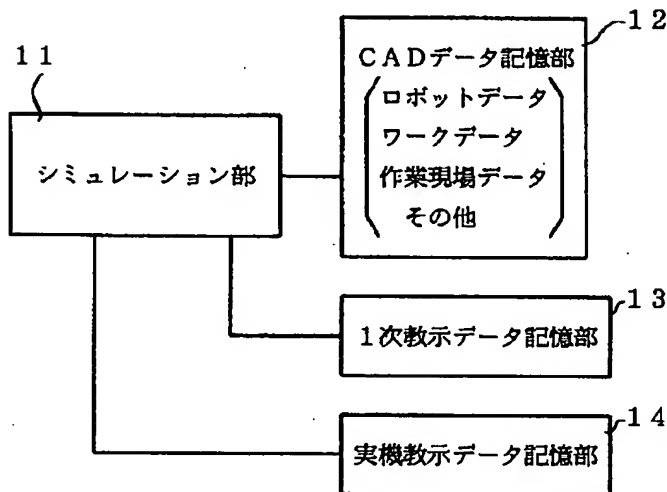 11
シミュレーション部
12
CADデータ記憶部
ロボットデータ
ワークデータ
作業現場データ
その他
13
1次教示データ記憶部
14
実機教示データ記憶部